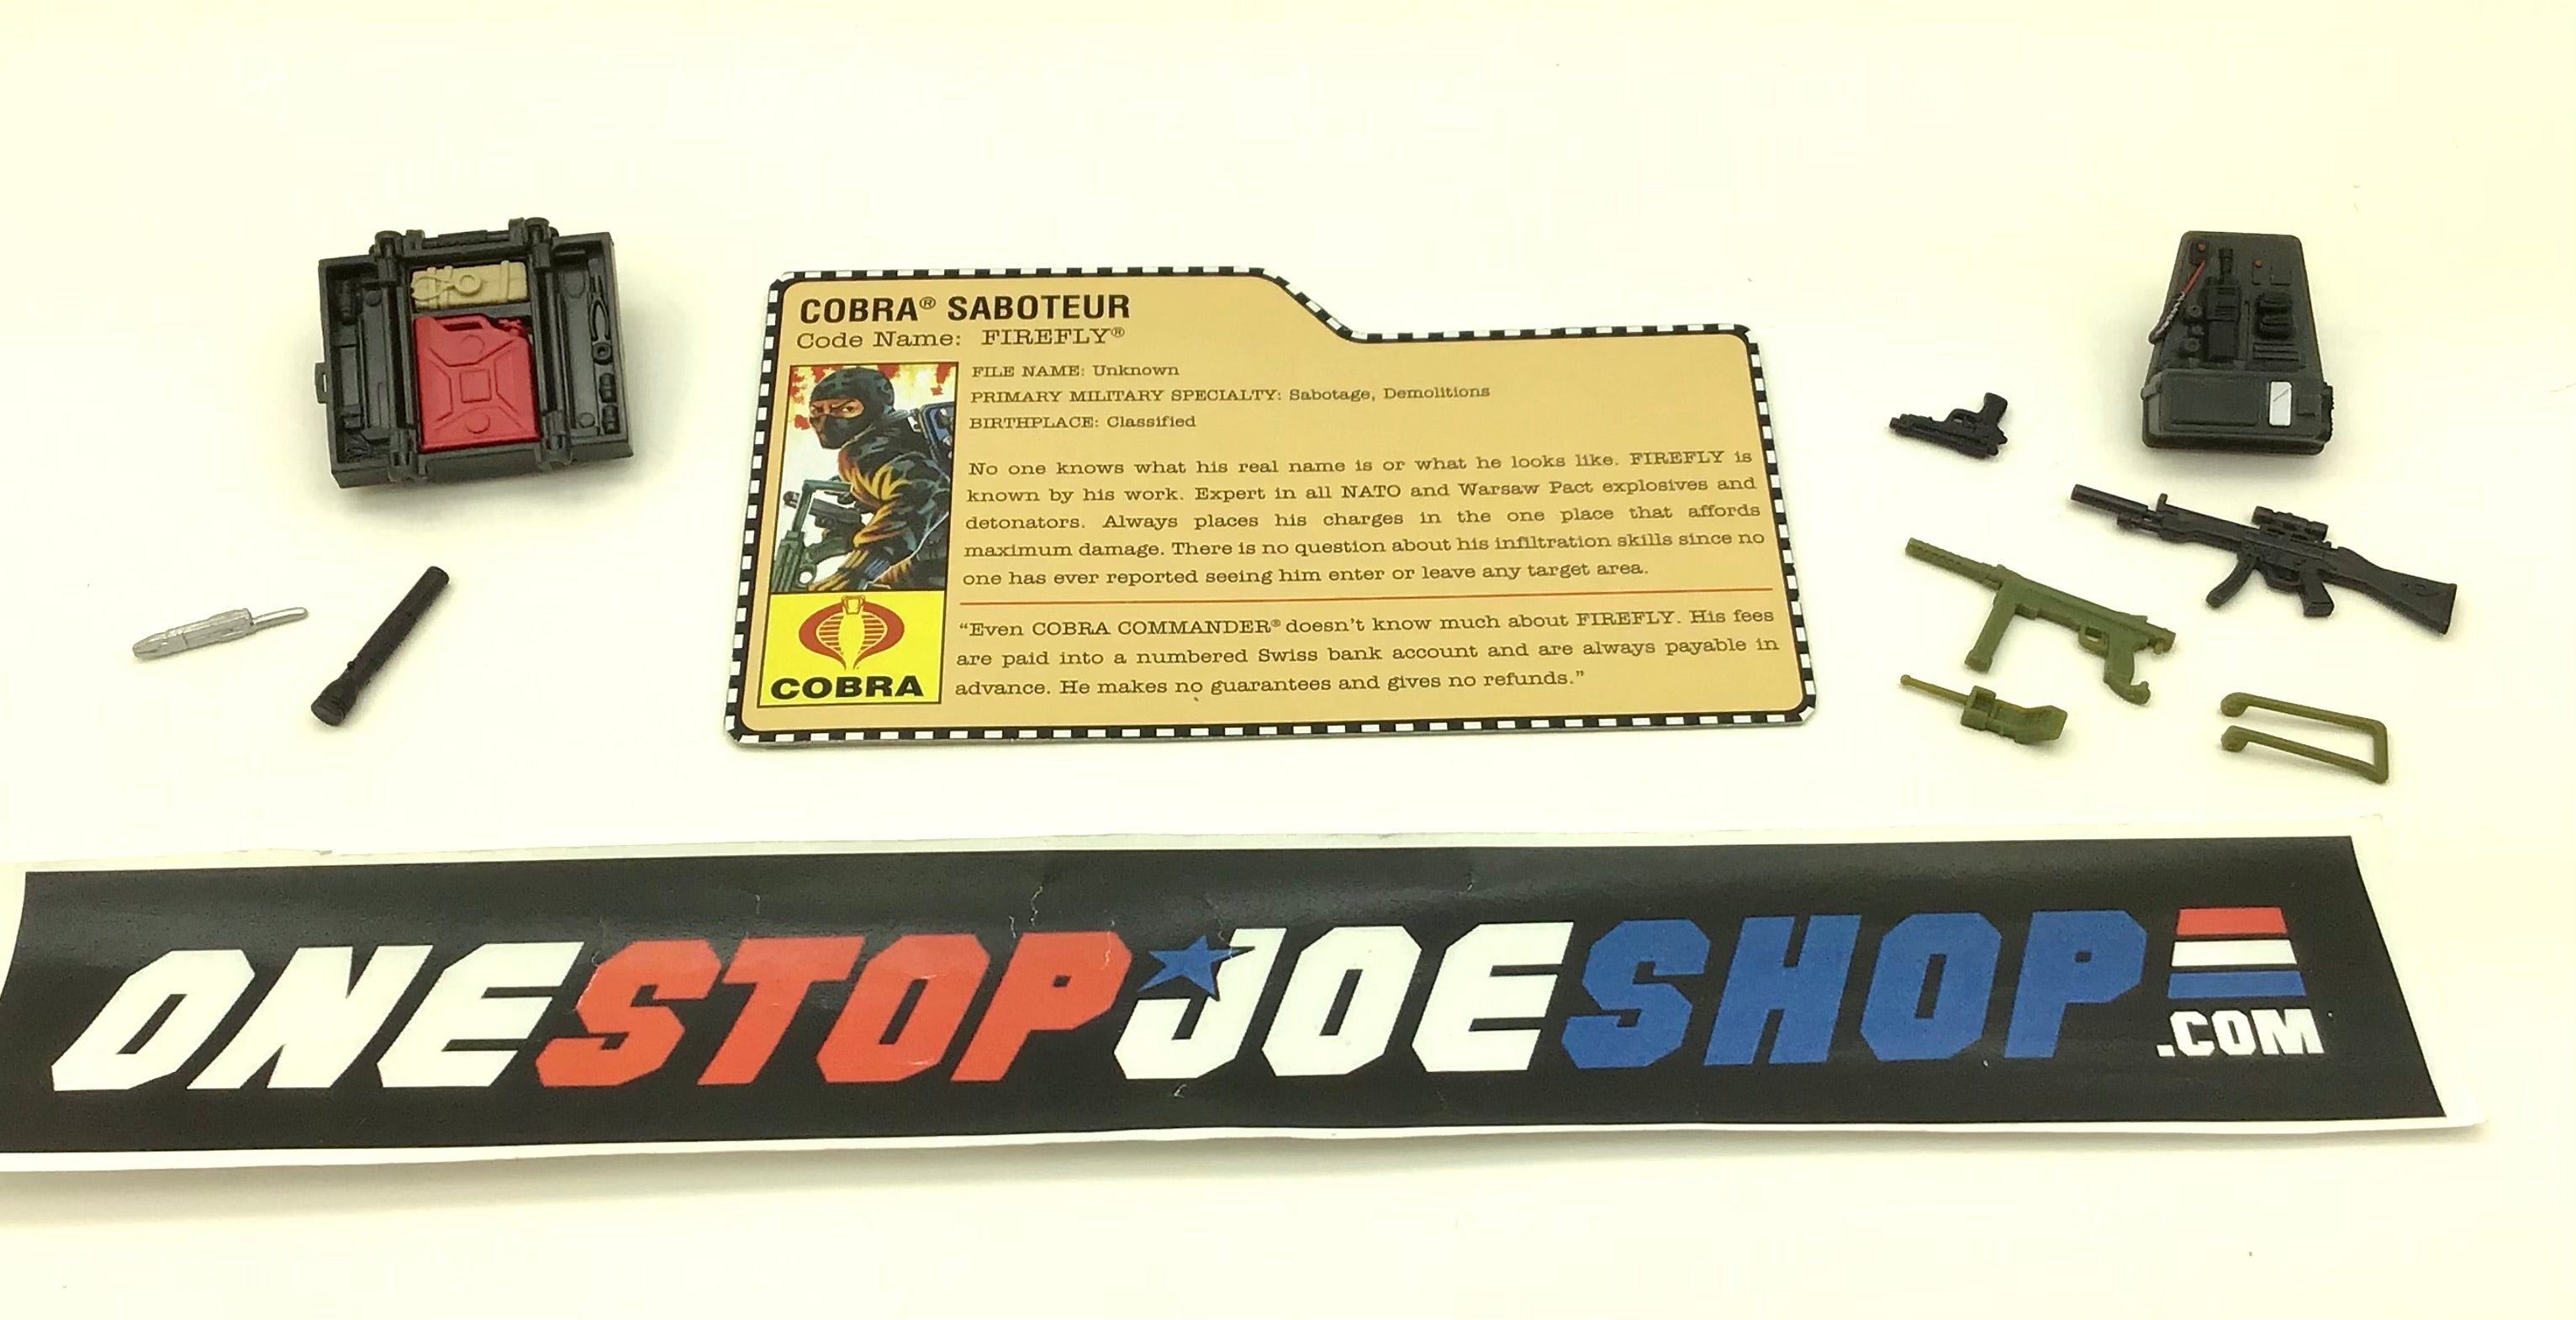 COBRA® SABOTEUR
Code Name: FIREFLY®
FILE NAME: Unknown
PRIMARY MILITARY SPECIALTY: Sabotage, Demolitions
BIRTHPLACE: Classified
No one knows what his real name is or what he looks like. FIREFLY is
known by his work. Expert in all NATO and Warsaw Pact explosives and
detonators. Always places his charges in the one place that affords
maximum damage. There is no question about his infiltration skills since no
one has ever reported seeing him enter or leave any target area.
“Even COBRA COMMANDER® doesn’t know much about FIREFLY. His fees
are paid into a numbered Swiss bank account and are always payable in
advance. He makes no guarantees and gives no refunds.”
COBRA
ONESTOPJOESHOP
.COM